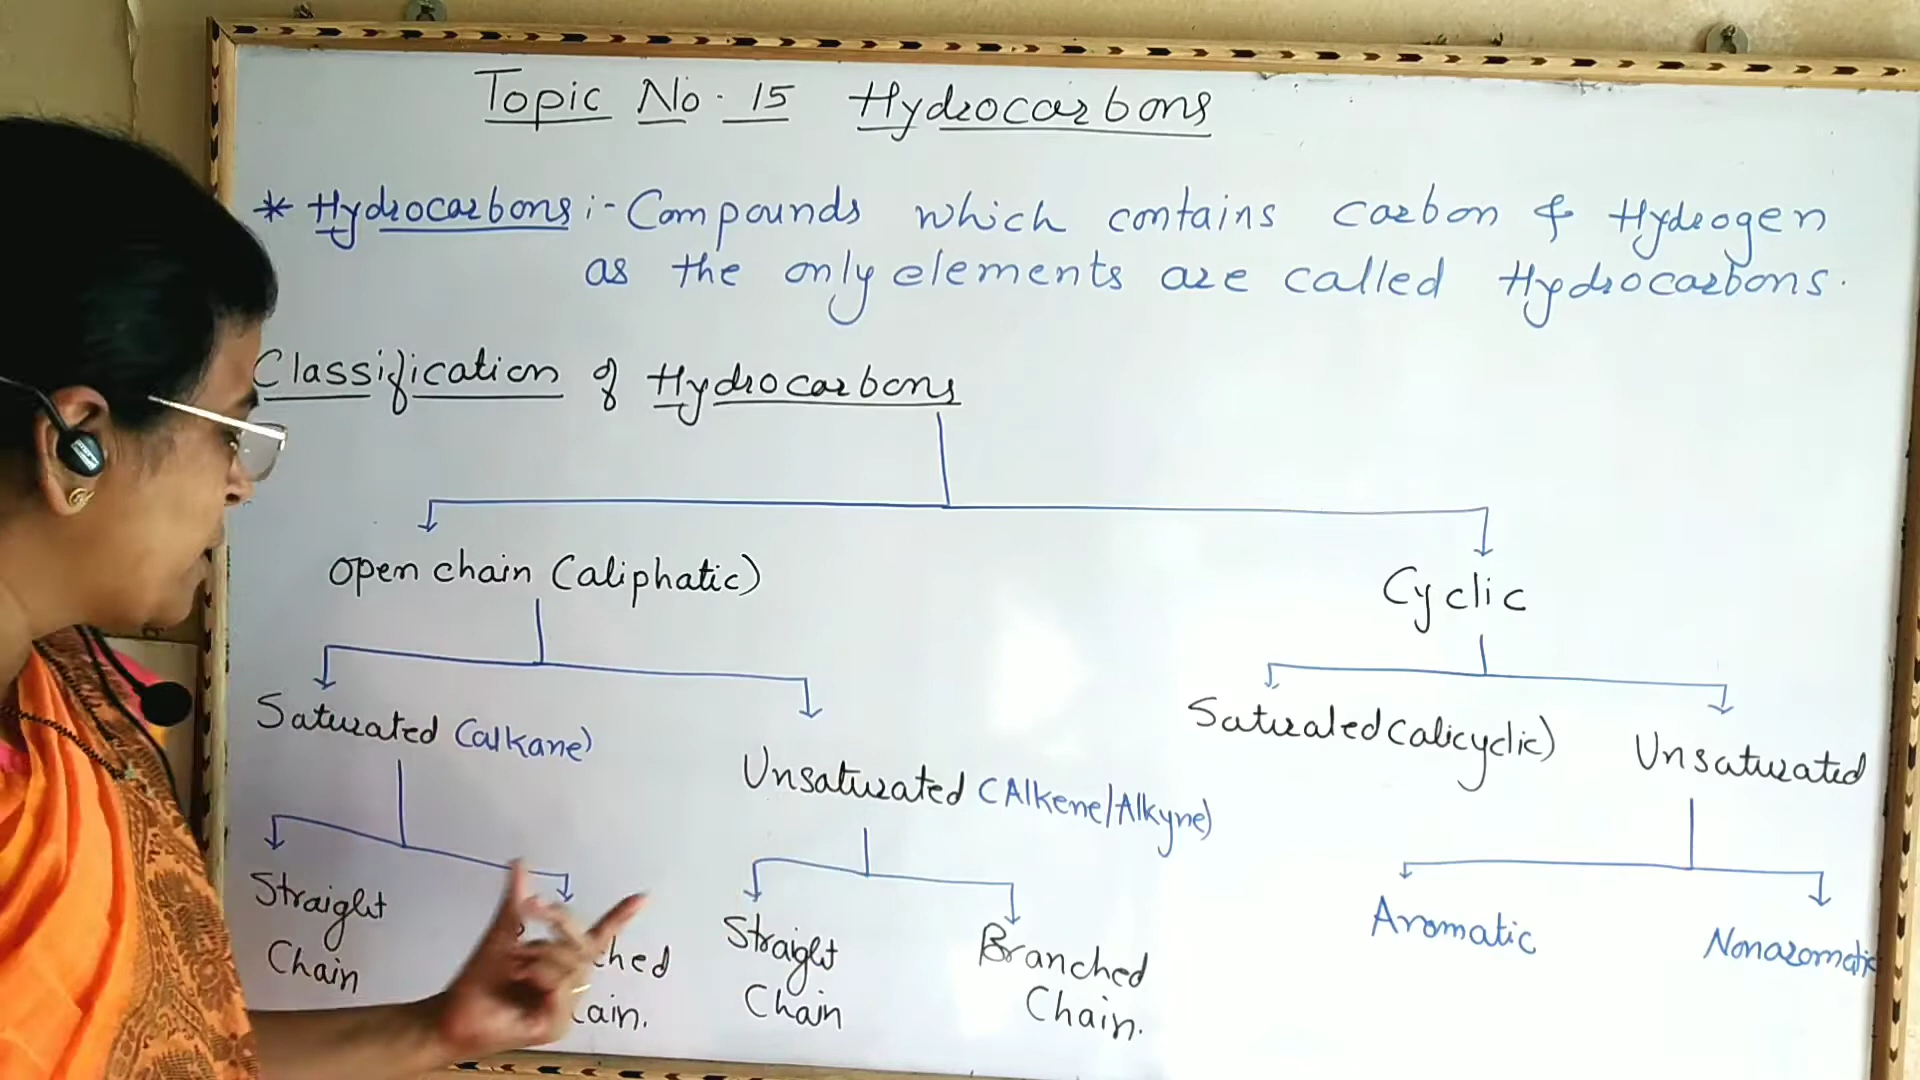 Topic No. 15 Hydrocarbons
* Hydrocarbons :- Compounds which contains Carbon & Hydrogen
as the only elements are called Hydrocarbons.
Classification of Hydrocarbons
open chain (aliphatic)
Cyclic
Saturated (alkane)
Unsaturated (Alkene/Alkyne)
Saturated (alicyclic)
Unsaturated
Straight
Chain
ched
ain.
Straight
Chain
Branched
Chain.
Aromatic
Nonaromatic